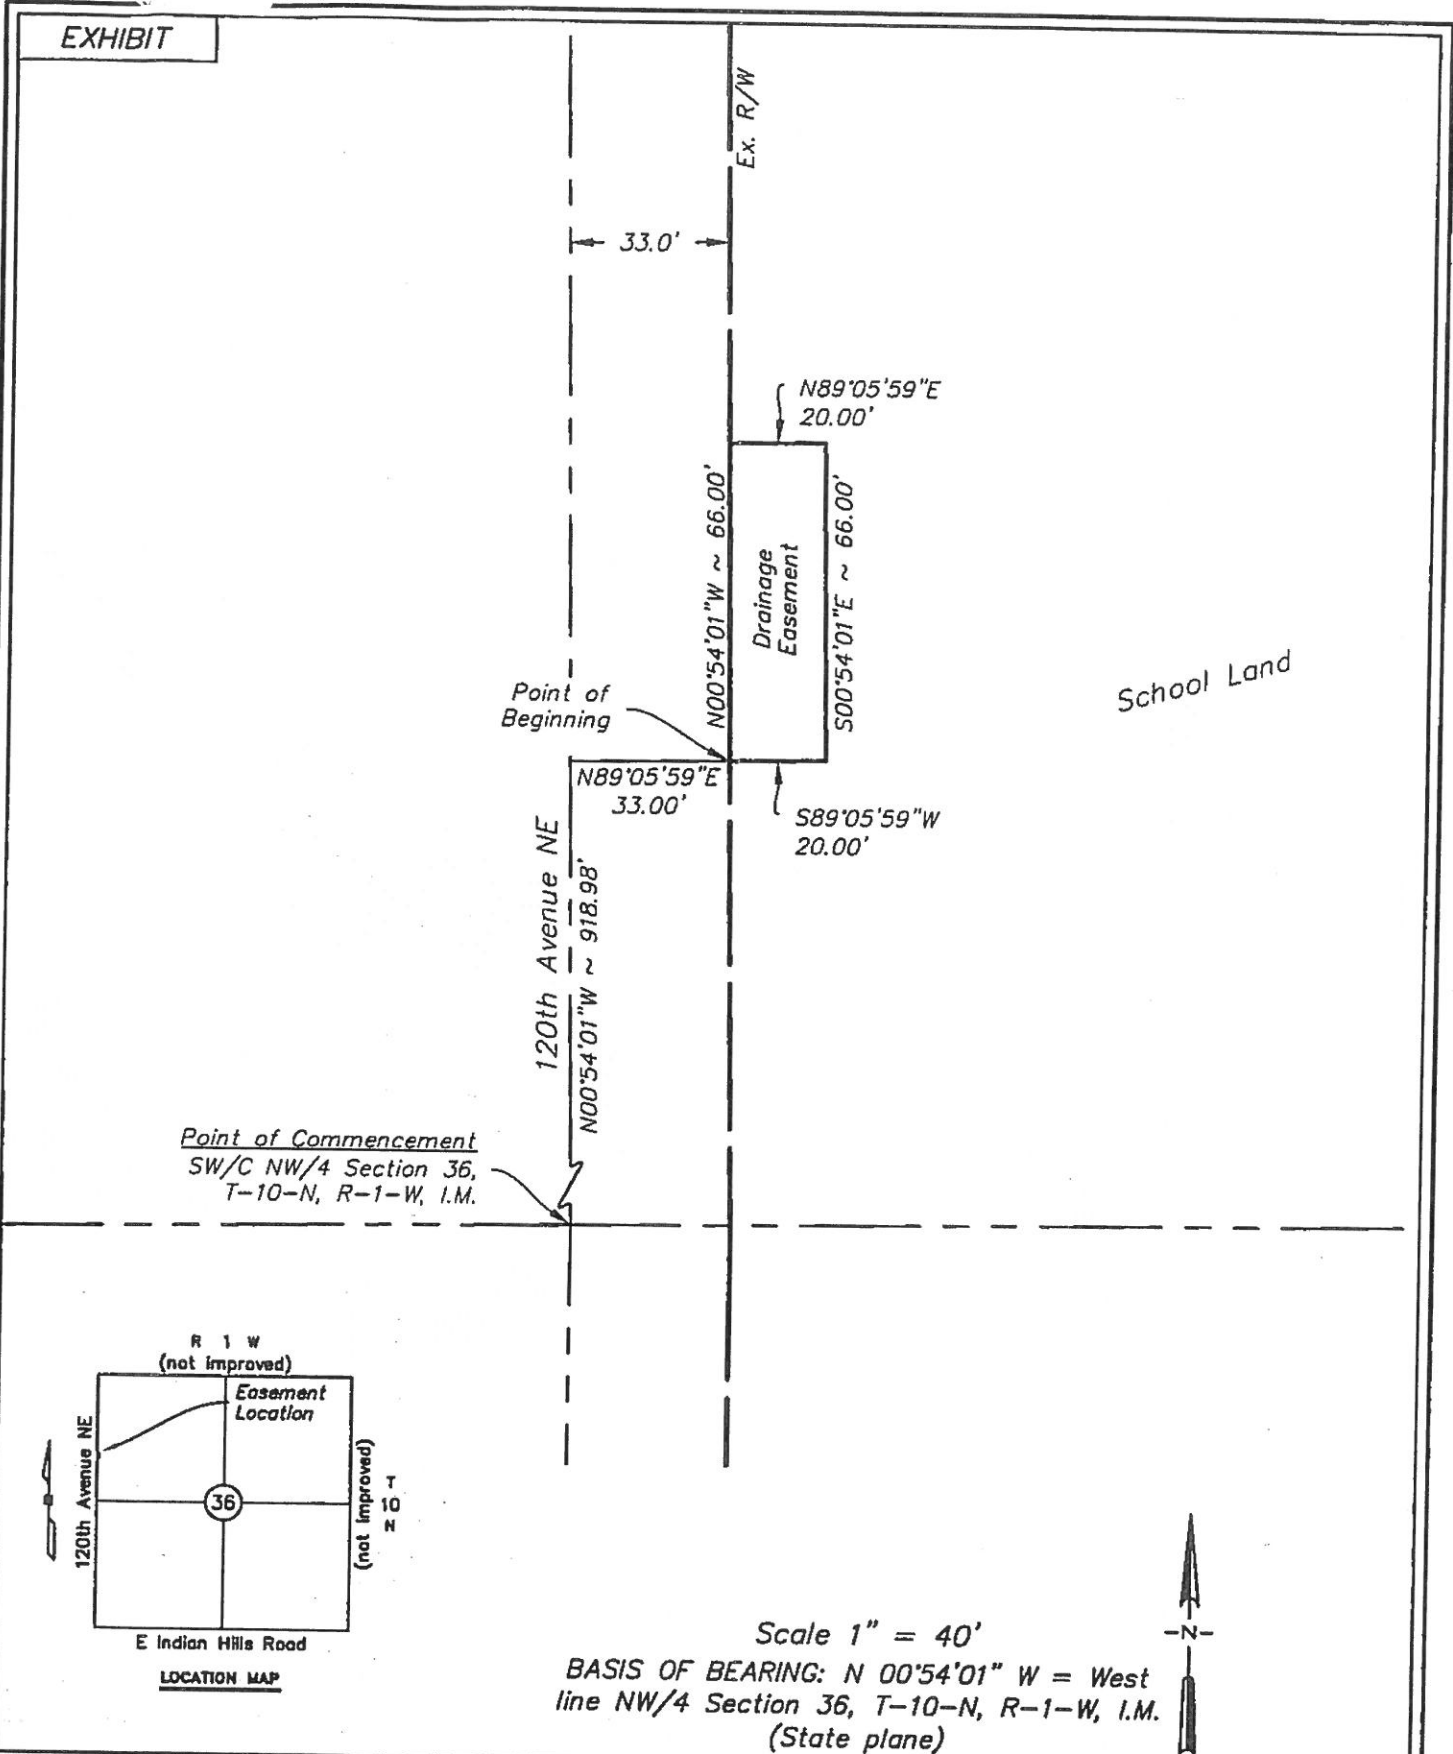 EXHIBIT
Ex. R/W
33.0'
N89°05'59"E
20.00'
N00°54'01"W ~ 66.00'
Drainage
Easement
S00°54'01"E ~ 66.00'
School Land
Point of
Beginning
N89°05'59"E
33.00'
S89°05'59"W
20.00'
120th Avenue NE
N00°54'01"W ~ 918.98'
Point of Commencement
SW/C NW/4 Section 36,
T-10-N, R-1-W, I.M.
R 1 W
(not improved)
Easement
Location
120th Avenue NE
36
(not improved)
T
10
N
E Indian Hills Road
LOCATION MAP
Scale 1" = 40'
BASIS OF BEARING: N 00°54'01" W = West
line NW/4 Section 36, T-10-N, R-1-W, I.M.
(State plane)
-N-